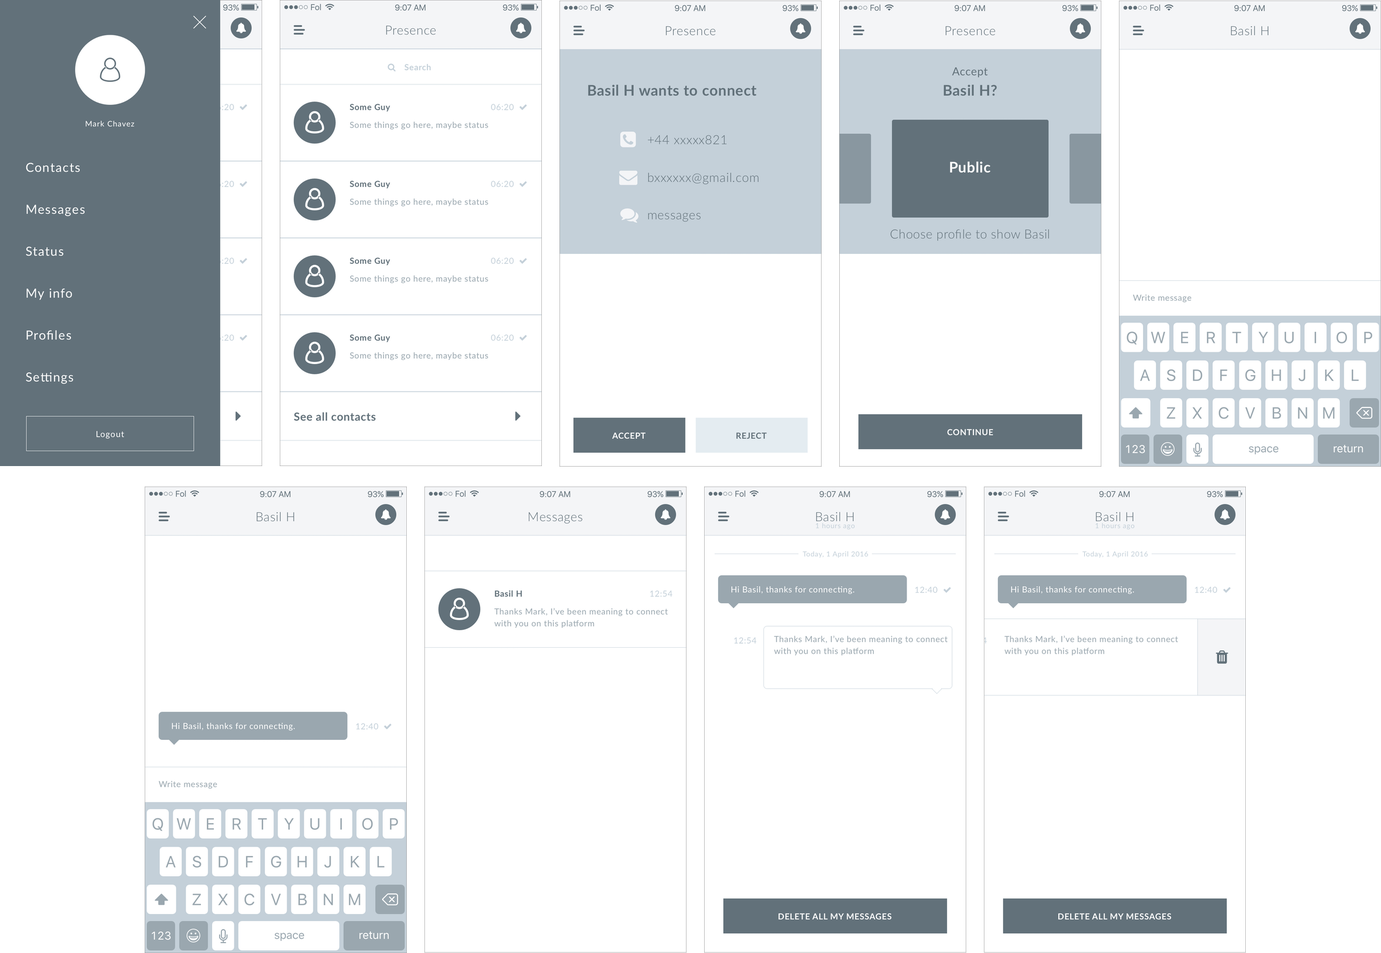 93%
Mark Chavez
Contacts
Messages
Status
My info
Profiles
Settings
Logout
:20
:20
:20
:20
Fol 9:07 AM 93%
Presence
Search
Some Guy 06:20
Some things go here, maybe status
Some Guy 06:20
Some things go here, maybe status
Some Guy 06:20
Some things go here, maybe status
Some Guy 06:20
Some things go here, maybe status
See all contacts
Fol 9:07 AM 93%
Presence
Basil H wants to connect
+44 xxxxx821
bxxxxxx@gmail.com
messages
ACCEPT REJECT
Fol 9:07 AM 93%
Presence
Accept
Basil H?
Public
Choose profile to show Basil
CONTINUE
Fol 9:07 AM 93%
Basil H
Write message
Q W E R T Y U I O P
A S D F G H J K L
Z X C V B N M
123 space return
Fol 9:07 AM 93%
Basil H
Hi Basil, thanks for connecting. 12:40
Write message
Q W E R T Y U I O P
A S D F G H J K L
Z X C V B N M
123 space return
Fol 9:07 AM 93%
Messages
Basil H 12:54
Thanks Mark, I've been meaning to connect
with you on this platform
Fol 9:07 AM 93%
Basil H
1 hours ago
Today, 1 April 2016
Hi Basil, thanks for connecting. 12:40
12:54 Thanks Mark, I've been meaning to connect
with you on this platform
DELETE ALL MY MESSAGES
Fol 9:07 AM 93%
Basil H
1 hours ago
Today, 1 April 2016
Hi Basil, thanks for connecting. 12:40
Thanks Mark, I've been meaning to connect
with you on this platform
DELETE ALL MY MESSAGES